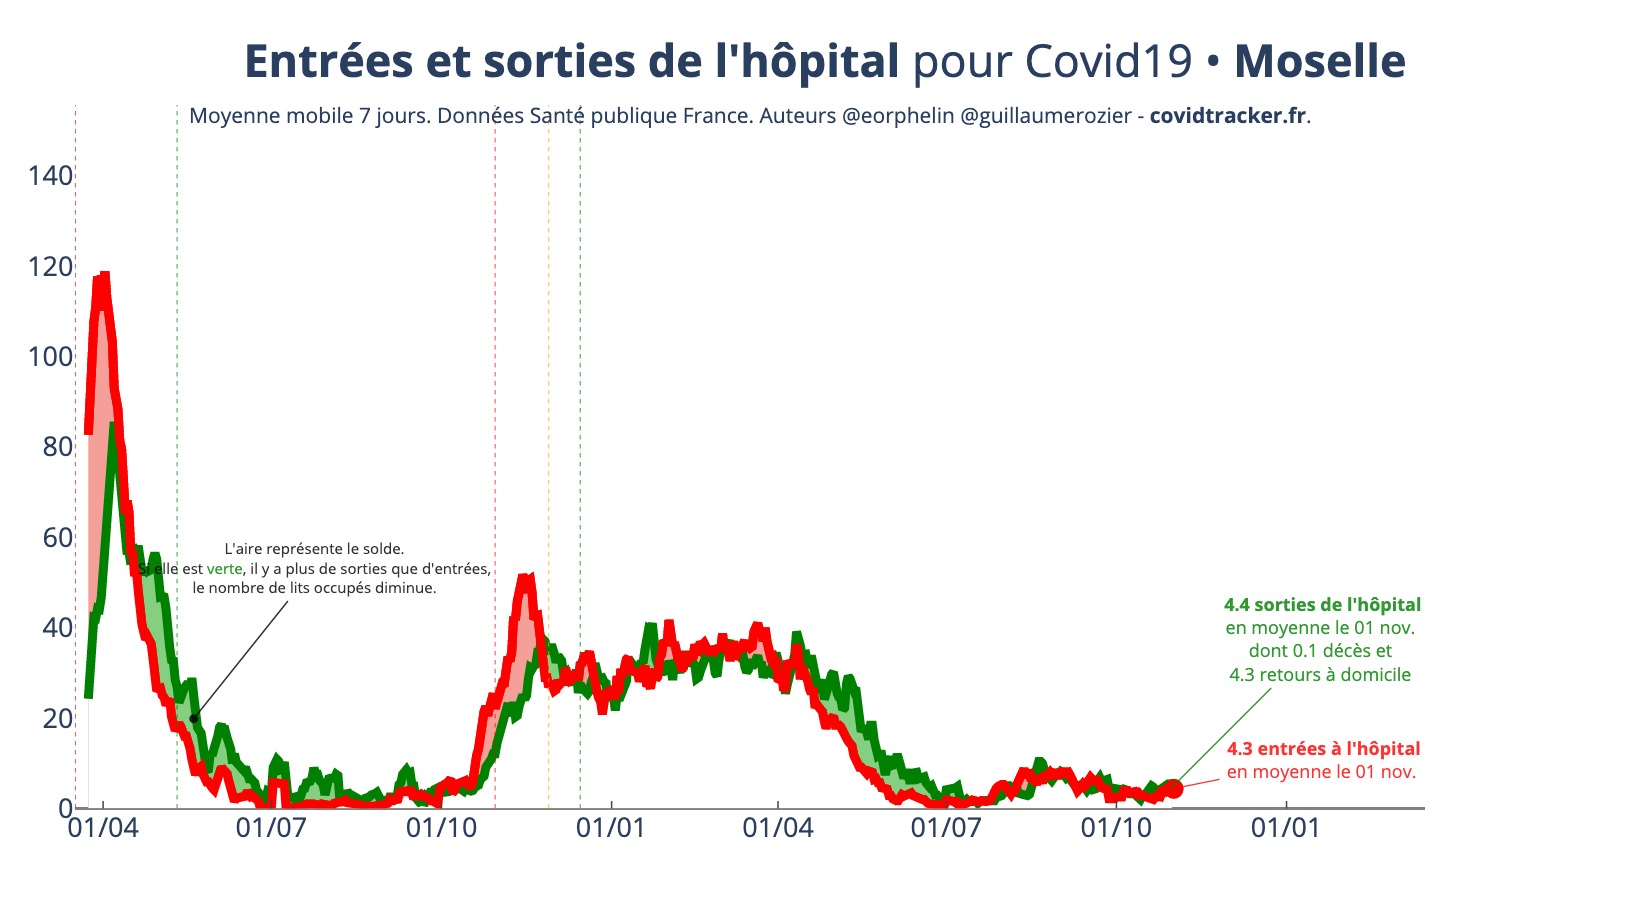 Entrées et sorties de l'hôpital pour Covid19 • Moselle
Moyenne mobile 7 jours. Données Santé publique France. Auteurs @eorphelin @guillaumerozier - covidtracker.fr.
140
120
100
80
60
40
20
0
L'aire représente le solde.
Si elle est verte, il y a plus de sorties que d'entrées,
le nombre de lits occupés diminue.
4.4 sorties de l'hôpital
en moyenne le 01 nov.
dont 0.1 décès et
4.3 retours à domicile
4.3 entrées à l'hôpital
en moyenne le 01 nov.
01/04 01/07 01/10 01/01 01/04 01/07 01/10 01/01